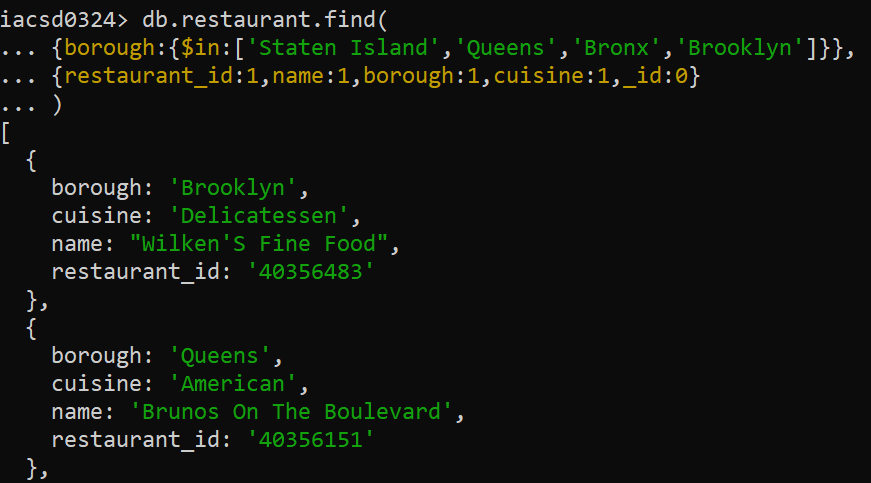 iacsd0324> db.restaurant.find(
... {borough:{$in:['Staten Island','Queens','Bronx','Brooklyn']}},
... {restaurant_id:1,name:1,borough:1,cuisine:1,_id:0}
... )
[
  {
    borough: 'Brooklyn',
    cuisine: 'Delicatessen',
    name: "Wilken'S Fine Food",
    restaurant_id: '40356483'
  },
  {
    borough: 'Queens',
    cuisine: 'American',
    name: 'Brunos On The Boulevard',
    restaurant_id: '40356151'
  },